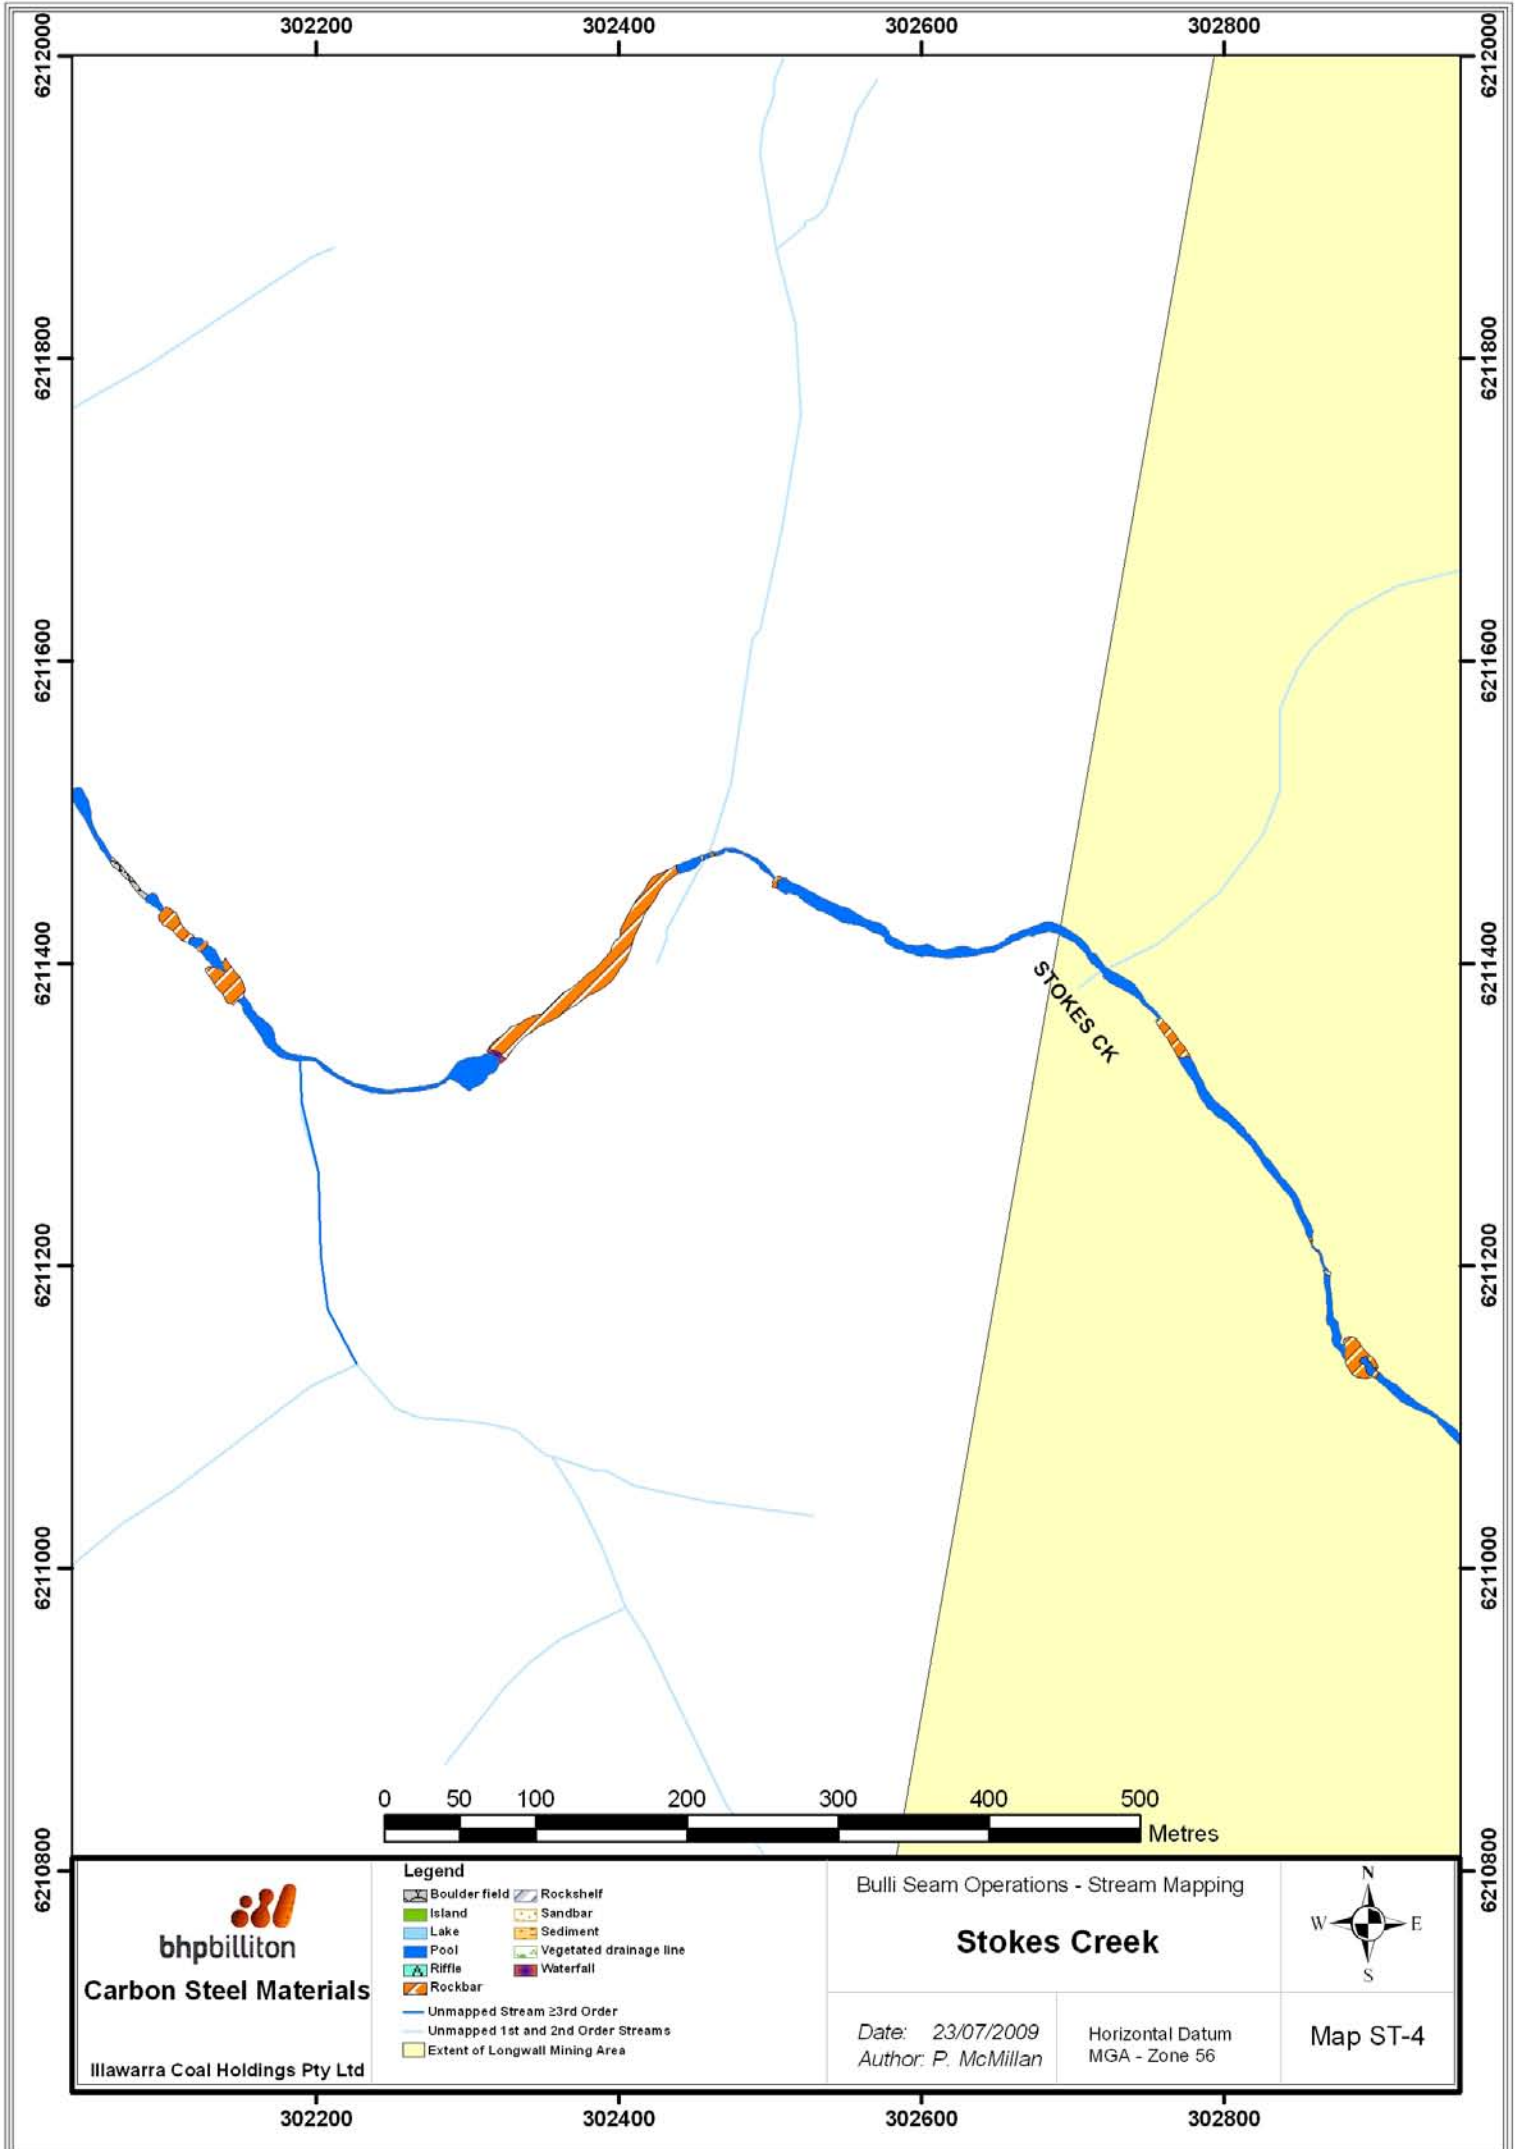 302200 302400 302600 302800
6212000 6212000
6211800 6211800
6211600 6211600
6211400 6211400
STOKES CK
6211200 6211200
6211000 6211000
0 50 100 200 300 400 500
Metres
6210800 6210800
bhpbilliton
Carbon Steel Materials
Illawarra Coal Holdings Pty Ltd
Legend
Boulder field
Island
Lake
Pool
Riffle
Rockbar
Rockshelf
Sandbar
Sediment
Vegetated drainage line
Waterfall
Unmapped Stream ≥3rd Order
Unmapped 1st and 2nd Order Streams
Extent of Longwall Mining Area
Bulli Seam Operations - Stream Mapping
Stokes Creek
Date: 23/07/2009
Author: P. McMillan
Horizontal Datum
MGA - Zone 56
N
W E
S
Map ST-4
302200 302400 302600 302800